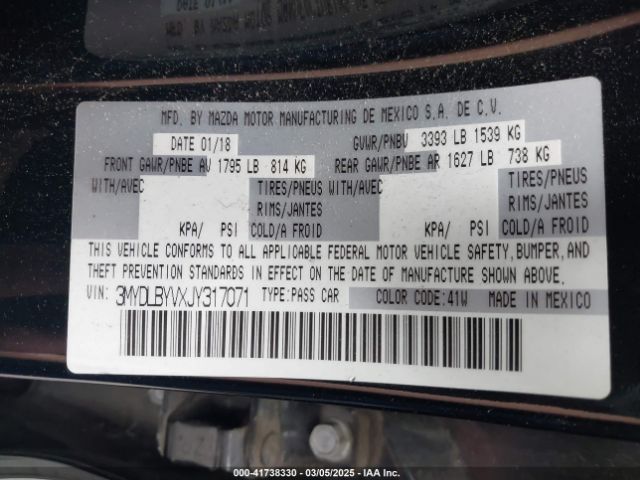 MFD. BY MAZDA MOTOR MANUFACTURING DE MEXICO S.A. DE C.V.
DATE 01/18 GVWR/PNBV 3393 LB 1539 KG
FRONT GAWR/PNBE AV 1795 LB 814 KG REAR GAWR/PNBE AR 1627 LB 738 KG
WITH/AVEC TIRES/PNEUS WITH/AVEC TIRES/PNEUS
RIMS/JANTES RIMS/JANTES
KPA/ PSI COLD/A FROID KPA/ PSI COLD/A FROID
THIS VEHICLE CONFORMS TO ALL APPLICABLE FEDERAL MOTOR VEHICLE SAFETY, BUMPER, AND
THEFT PREVENTION STANDARDS IN EFFECT ON THE DATE OF MANUFACTURE SHOWN ABOVE.
VIN: 3MYDLBYVXJY317071 TYPE:PASS CAR COLOR CODE:41W MADE IN MEXICO
000-41738330 — 03/05/2025 — IAA Inc.